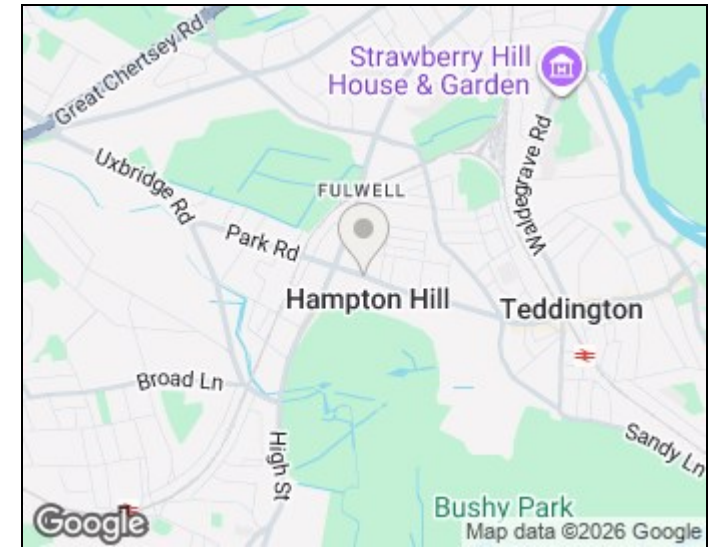 Great Chertsey Rd
Strawberry Hill
House & Garden
Uxbridge Rd
Waldegrave Rd
FULWELL
Park Rd
Hampton Hill
Teddington
Broad Ln
High St
Sandy Ln
Bushy Park
Google
Map data ©2026 Google